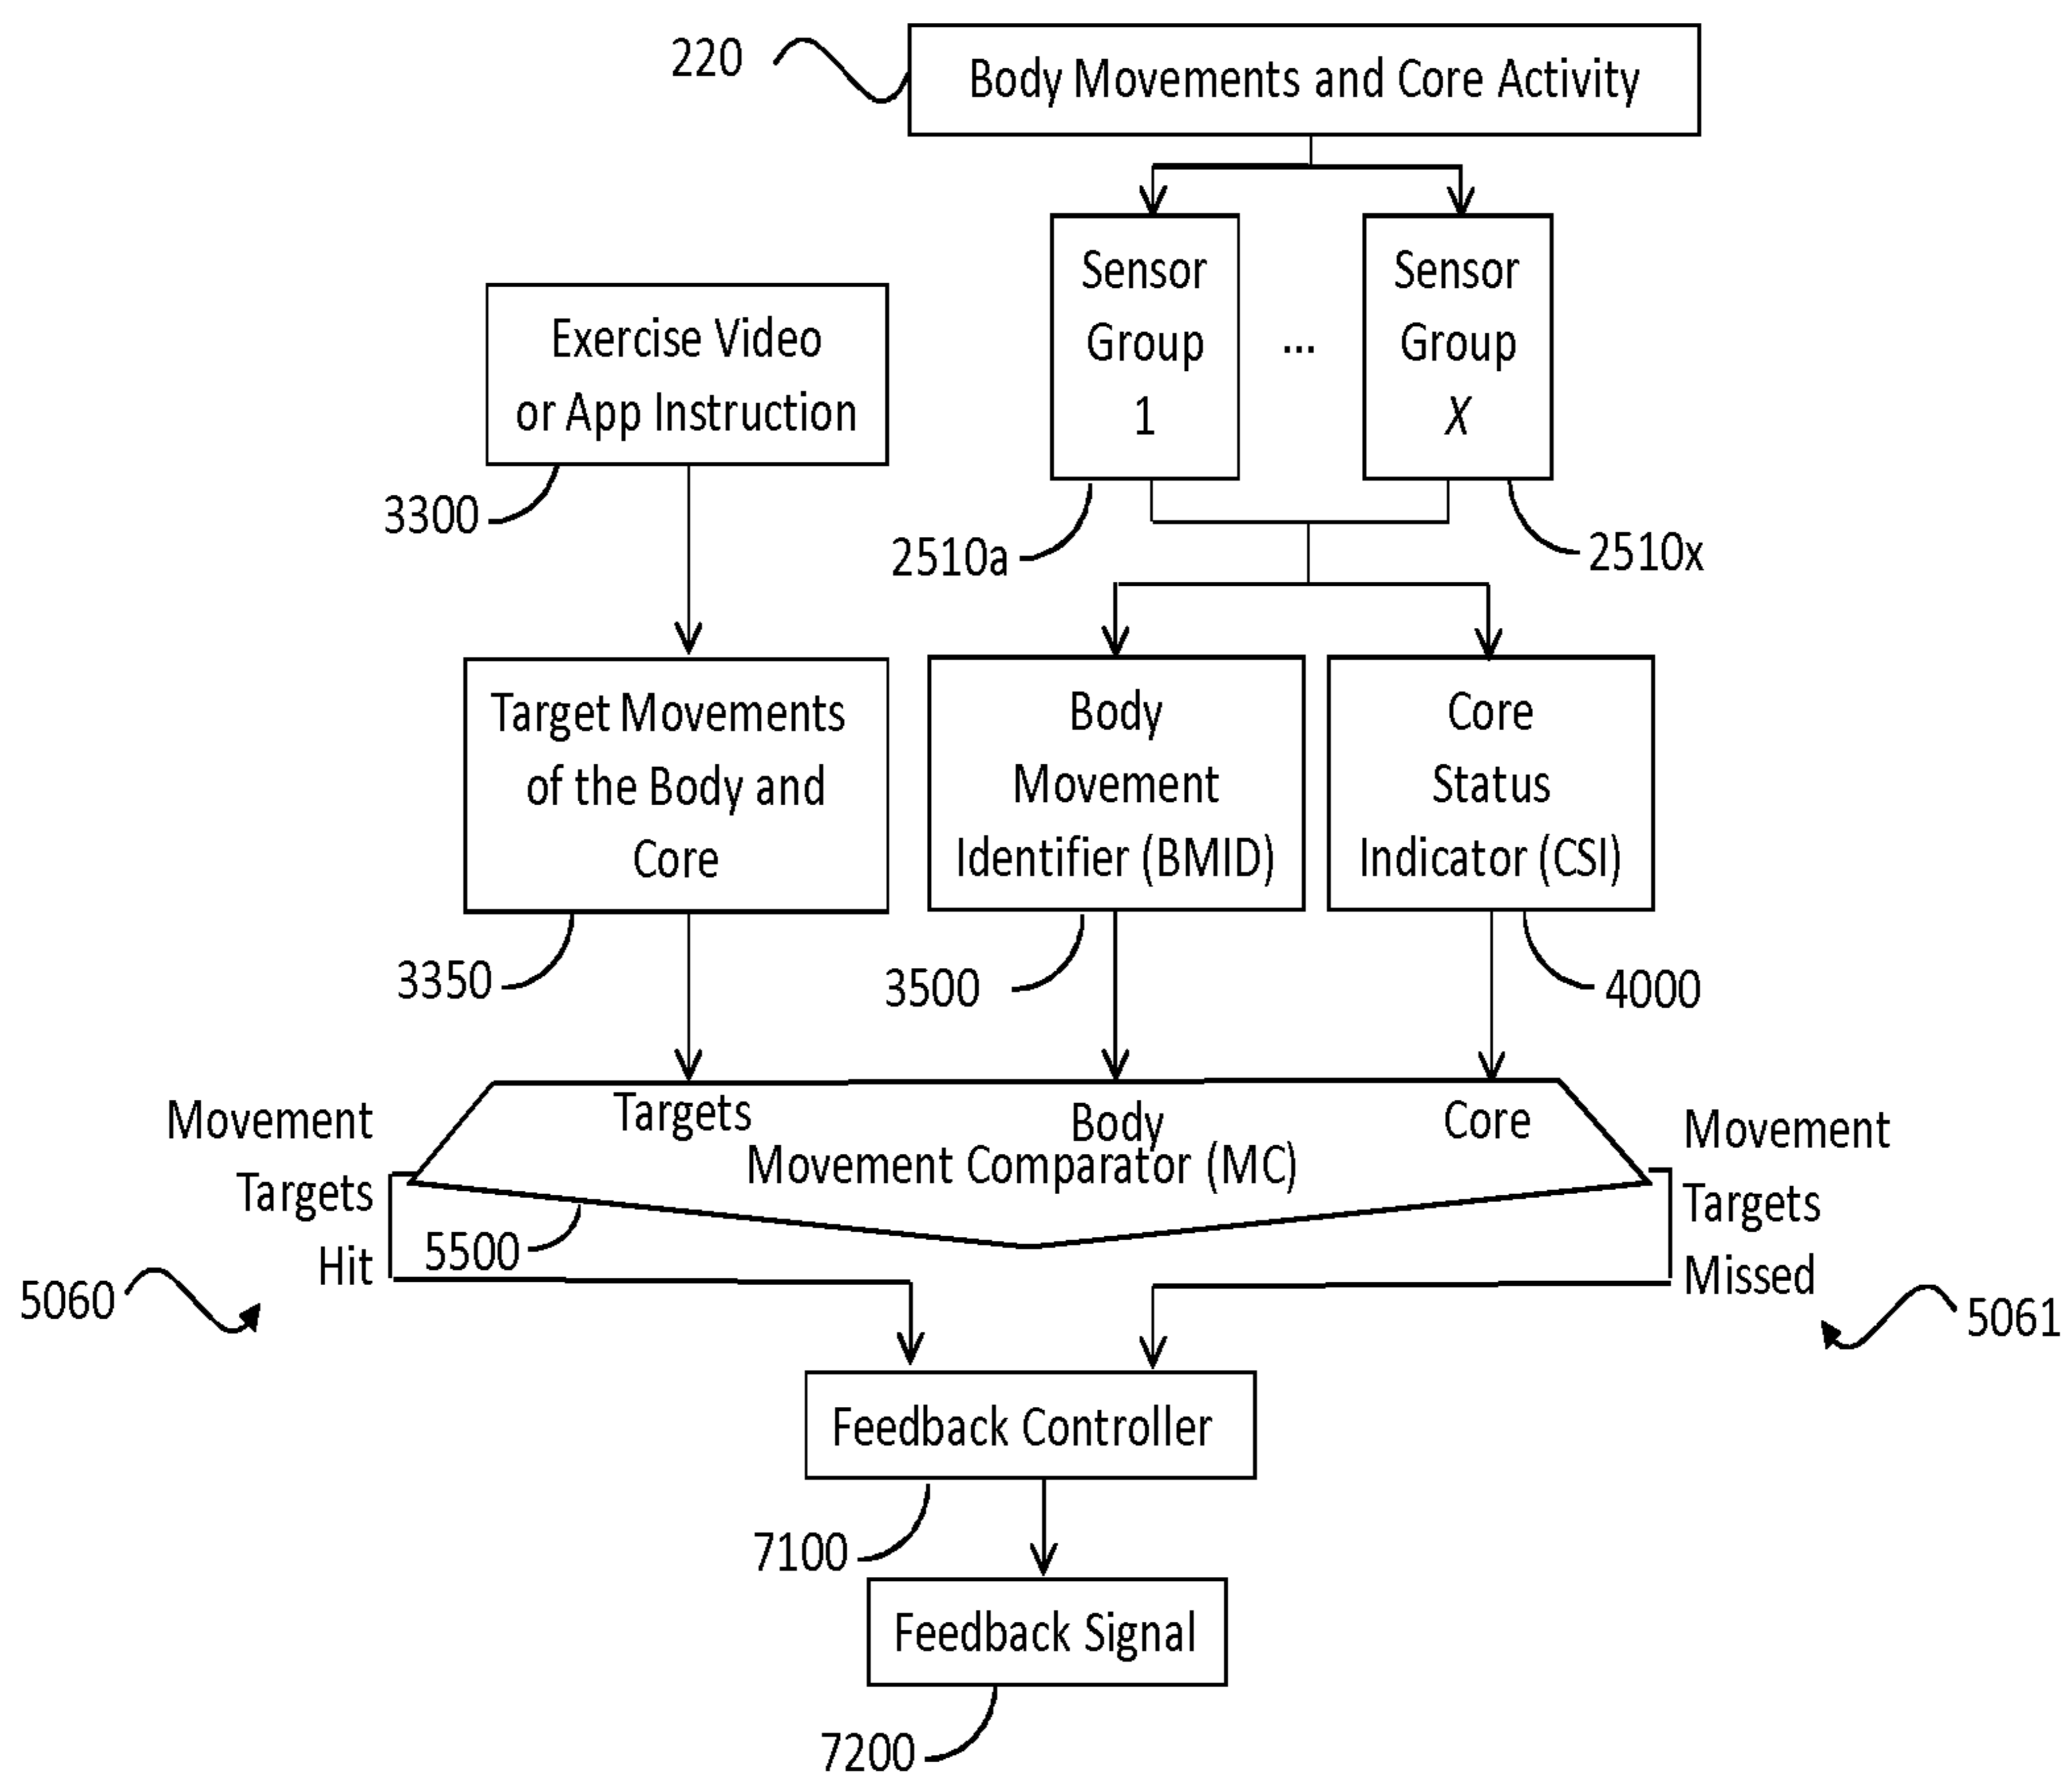 220
Body Movements and Core Activity
Sensor
Group
1
...
Sensor
Group
X
Exercise Video
or App Instruction
3300
2510a
2510x
Target Movements
of the Body and
Core
Body
Movement
Identifier (BMID)
Core
Status
Indicator (CSI)
3350
3500
4000
Movement
Targets
Hit
Targets
Body
Core
Movement Comparator (MC)
Movement
Targets
Missed
5500
5060
5061
Feedback Controller
7100
Feedback Signal
7200